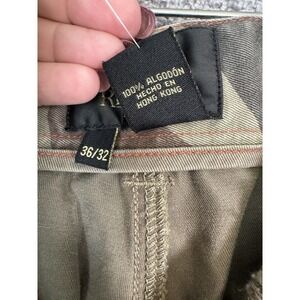 100% ALGODÓN
HECHO EN
HONG KONG
36/32